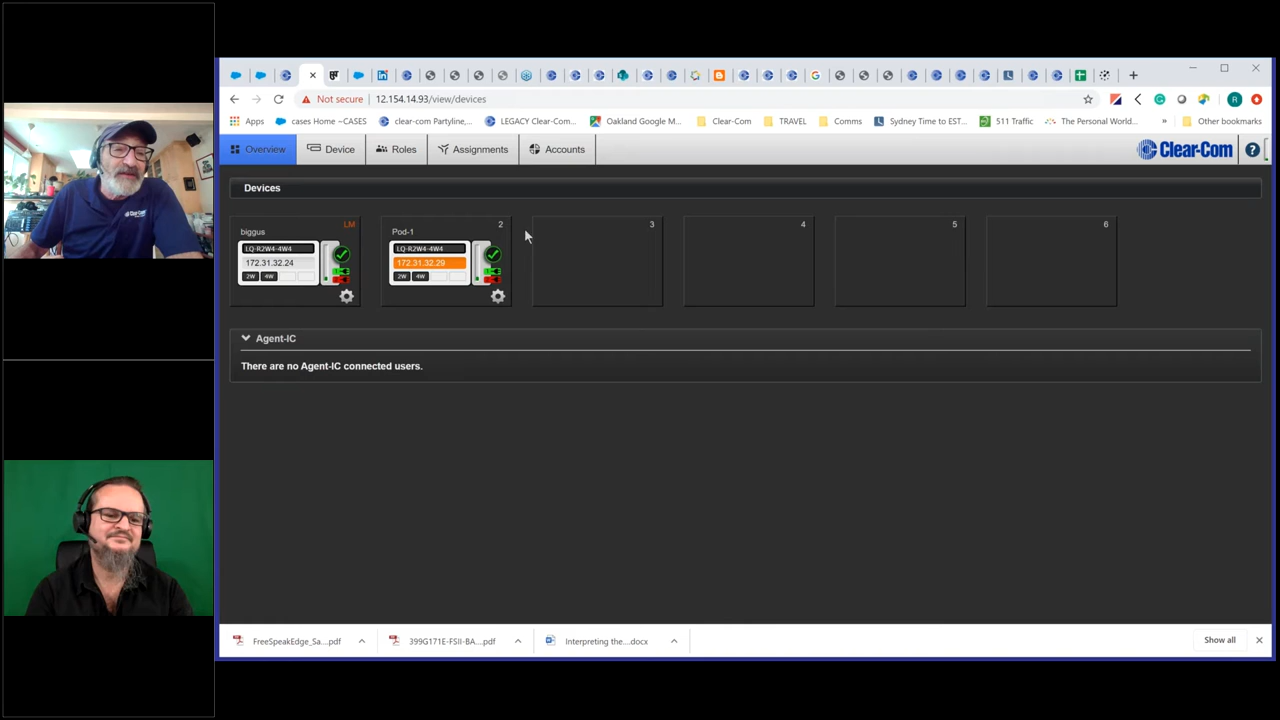 Not secure 12.154.14.93/view/devices
Apps cases Home ~CASES clear-com Partyline,... LEGACY Clear-Com... Oakland Google M... Clear-Com TRAVEL Comms Sydney Time to EST... 511 Traffic The Personal World... » Other bookmarks
Overview Device Roles Assignments Accounts Clear-Com ?
Devices
biggus LM
LQ-R2W4-4W4
172.31.32.24
2W 4W
Pod-1 2
LQ-R2W4-4W4
172.31.32.29
2W 4W
3
4
5
6
Agent-IC
There are no Agent-IC connected users.
FreeSpeakEdge_Sa....pdf 399G171E-FSII-BA....pdf Interpreting the....docx Show all